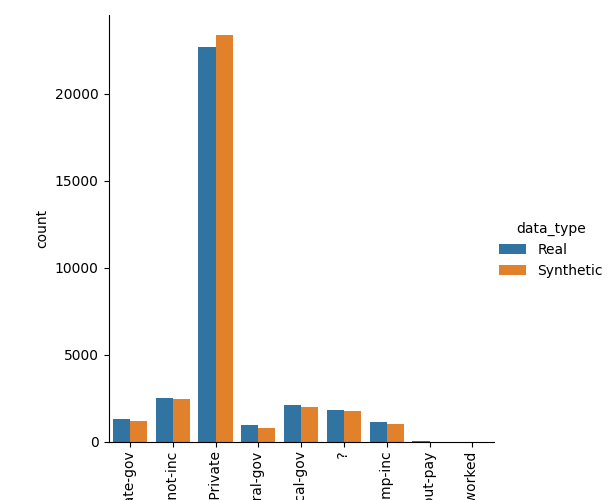 count
20000
15000
10000
5000
0
ate-gov
not-inc
Private
ral-gov
cal-gov
?
mp-inc
out-pay
worked
data_type
Real
Synthetic